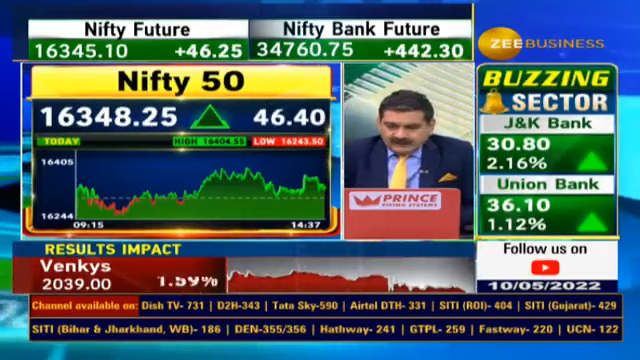 Nifty Future
16345.10 +46.25
Nifty Bank Future
34760.75 +442.30
ZEE BUSINESS
Nifty 50
16348.25 46.40
TODAY HIGH 16404.55 LOW 16243.50
16405
16244
09:15 14:37
PRINCE
PIPING SYSTEMS
BUZZING
SECTOR
J&K Bank
30.80
2.16%
Union Bank
36.10
1.12%
RESULTS IMPACT
Venkys
2039.00 1.59%
Follow us on
10/05/2022
Channel available on: Dish TV- 731 | D2H-343 | Tata Sky-590 | Airtel DTH- 331 | SITI (ROI)- 404 | SITI (Gujarat)- 429
SITI (Bihar & Jharkhand, WB)- 186 | DEN-355/356 | Hathway- 241 | GTPL- 259 | Fastway- 220 | UCN- 122